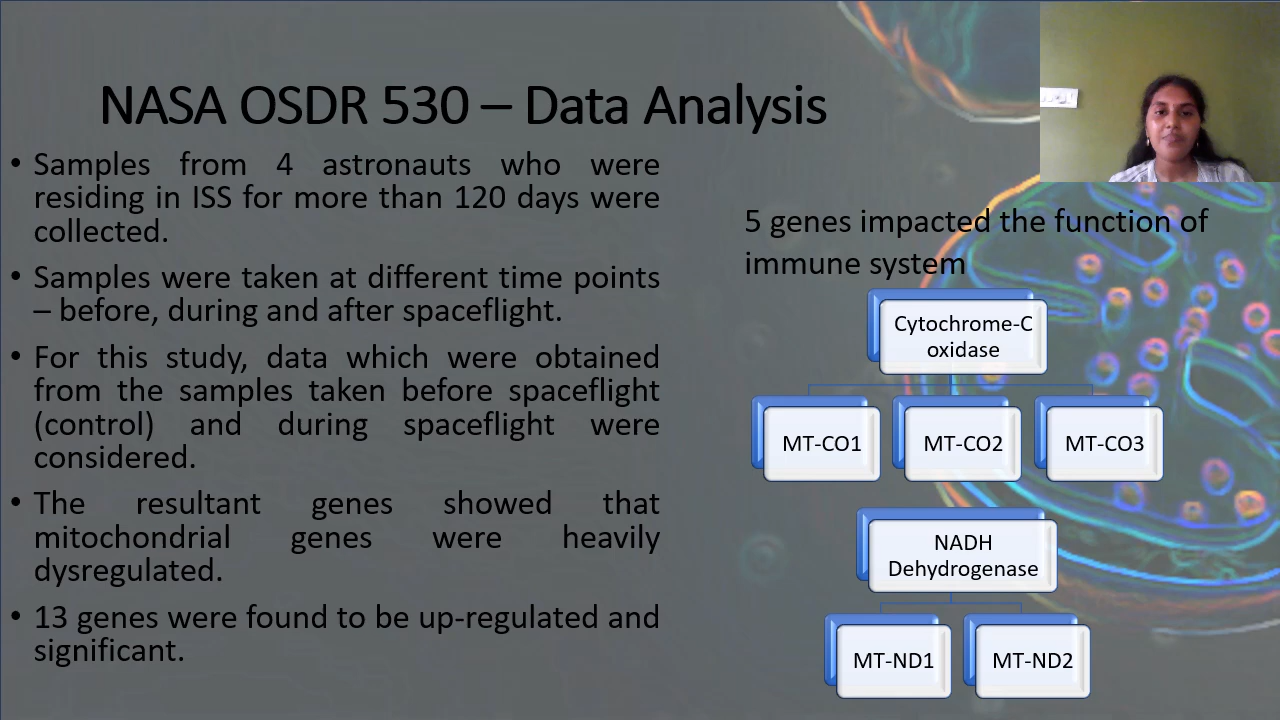 NASA OSDR 530 – Data Analysis
• Samples from 4 astronauts who were
residing in ISS for more than 120 days were
collected.
• Samples were taken at different time points
– before, during and after spaceflight.
• For this study, data which were obtained
from the samples taken before spaceflight
(control) and during spaceflight were
considered.
• The resultant genes showed that
mitochondrial genes were heavily
dysregulated.
• 13 genes were found to be up-regulated and
significant.
5 genes impacted the function of
immune system
Cytochrome-C
oxidase
MT-CO1
MT-CO2
MT-CO3
NADH
Dehydrogenase
MT-ND1
MT-ND2